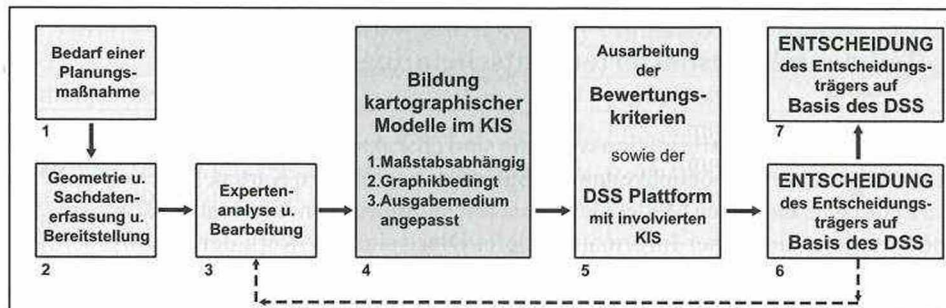 Bedarf einer
Planungs-
maßnahme
1
Geometrie u.
Sachdaten-
erfassung u.
Bereitstellung
2
Experten-
analyse u.
Bearbeitung
3
Bildung
kartographischer
Modelle im KIS
1.Maßstabsabhängig
2.Graphikbedingt
3.Ausgabemedium
angepasst
4
Ausarbeitung
der
Bewertungs-
kriterien
sowie der
DSS Plattform
mit involvierten
KIS
5
ENTSCHEIDUNG
des Entscheidungs-
trägers auf
Basis des DSS
6
ENTSCHEIDUNG
des Entscheidungs-
trägers auf
Basis des DSS
7